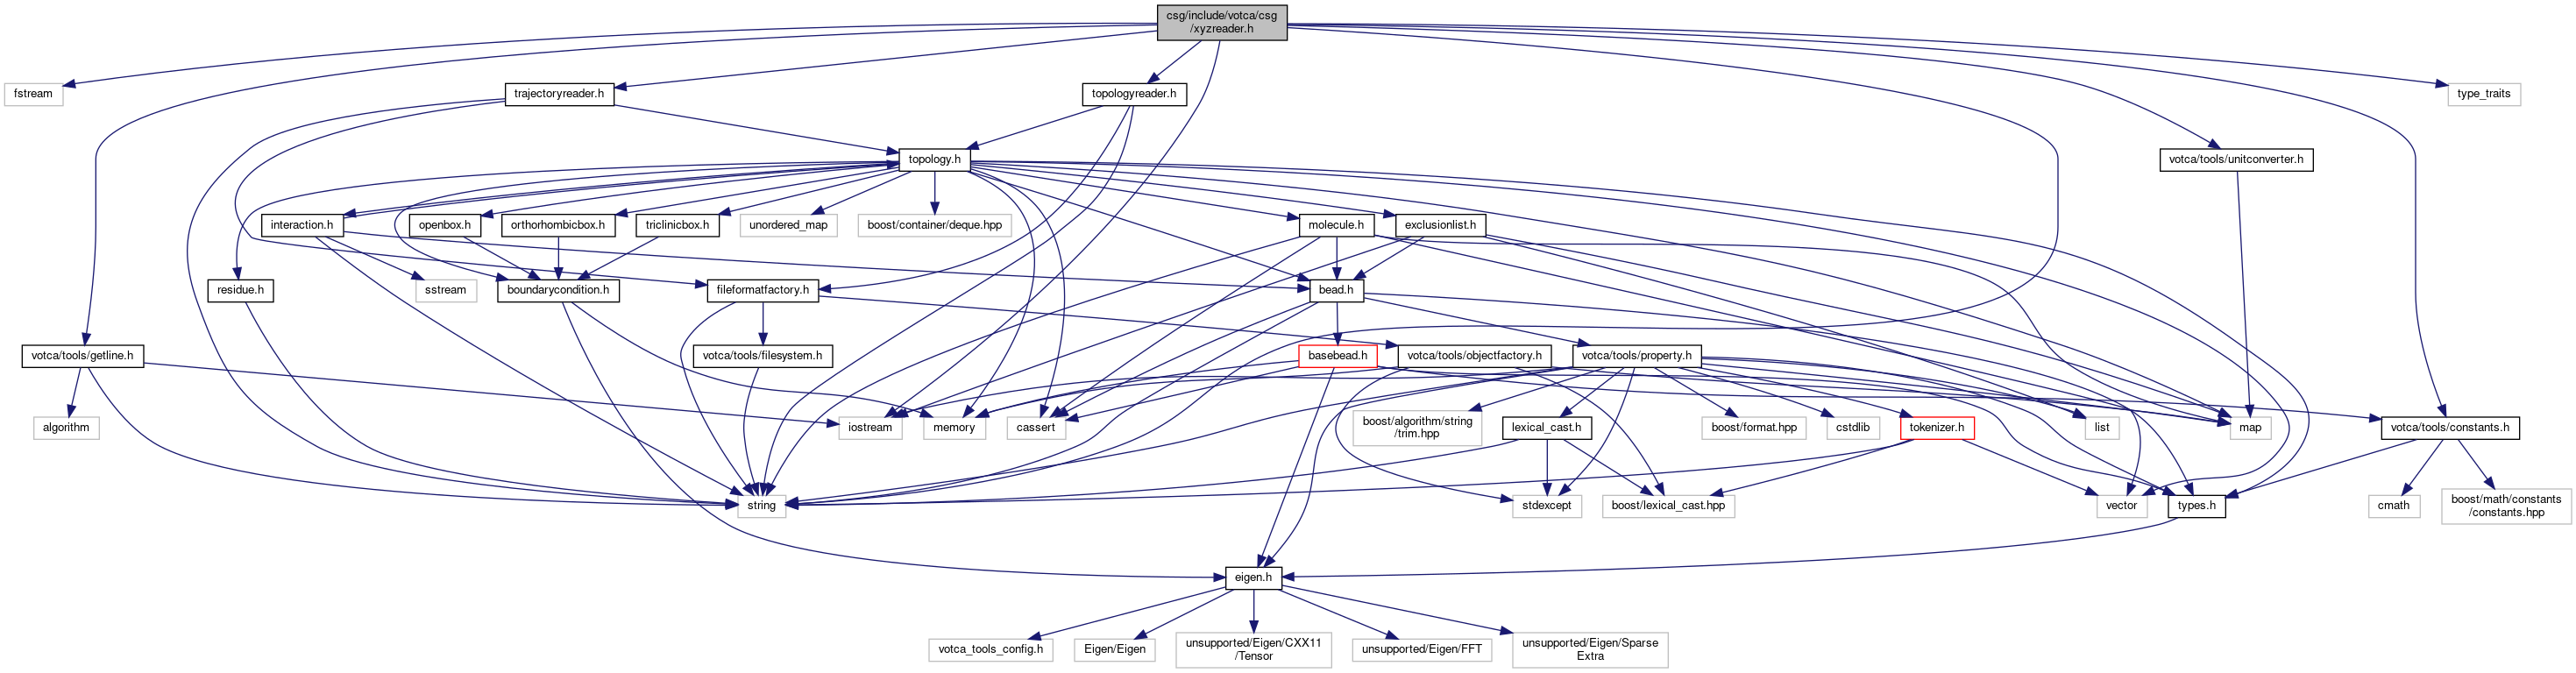 csg/include/votca/csg
/xyzreader.h
fstream
trajectoryreader.h
topologyreader.h
type_traits
topology.h
votca/tools/unitconverter.h
interaction.h
openbox.h
orthorhombicbox.h
triclinicbox.h
unordered_map
boost/container/deque.hpp
molecule.h
exclusionlist.h
residue.h
sstream
boundarycondition.h
fileformatfactory.h
bead.h
votca/tools/getline.h
votca/tools/filesystem.h
basebead.h
votca/tools/objectfactory.h
votca/tools/property.h
algorithm
iostream
memory
cassert
boost/algorithm/string
/trim.hpp
lexical_cast.h
boost/format.hpp
cstdlib
tokenizer.h
list
map
votca/tools/constants.h
string
stdexcept
boost/lexical_cast.hpp
vector
types.h
cmath
boost/math/constants
/constants.hpp
eigen.h
votca_tools_config.h
Eigen/Eigen
unsupported/Eigen/CXX11
/Tensor
unsupported/Eigen/FFT
unsupported/Eigen/Sparse
Extra